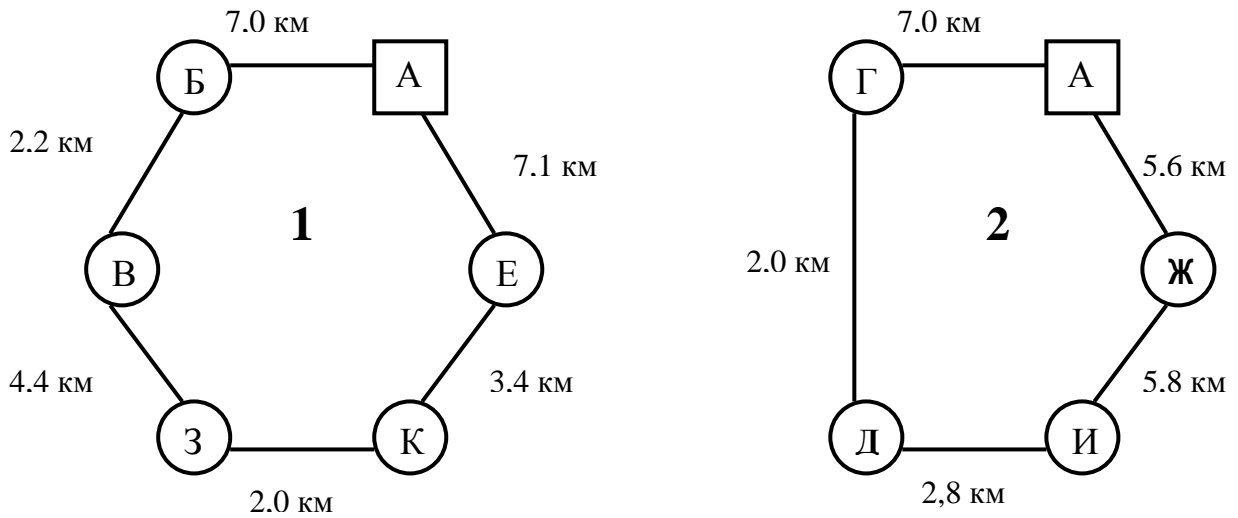 7,0 км
Б
А
2,2 км
7,1 км
1
В
Е
4,4 км
3,4 км
З
К
2,0 км
7,0 км
Г
А
5,6 км
2
2,0 км
Ж
5,8 км
Д
И
2,8 км